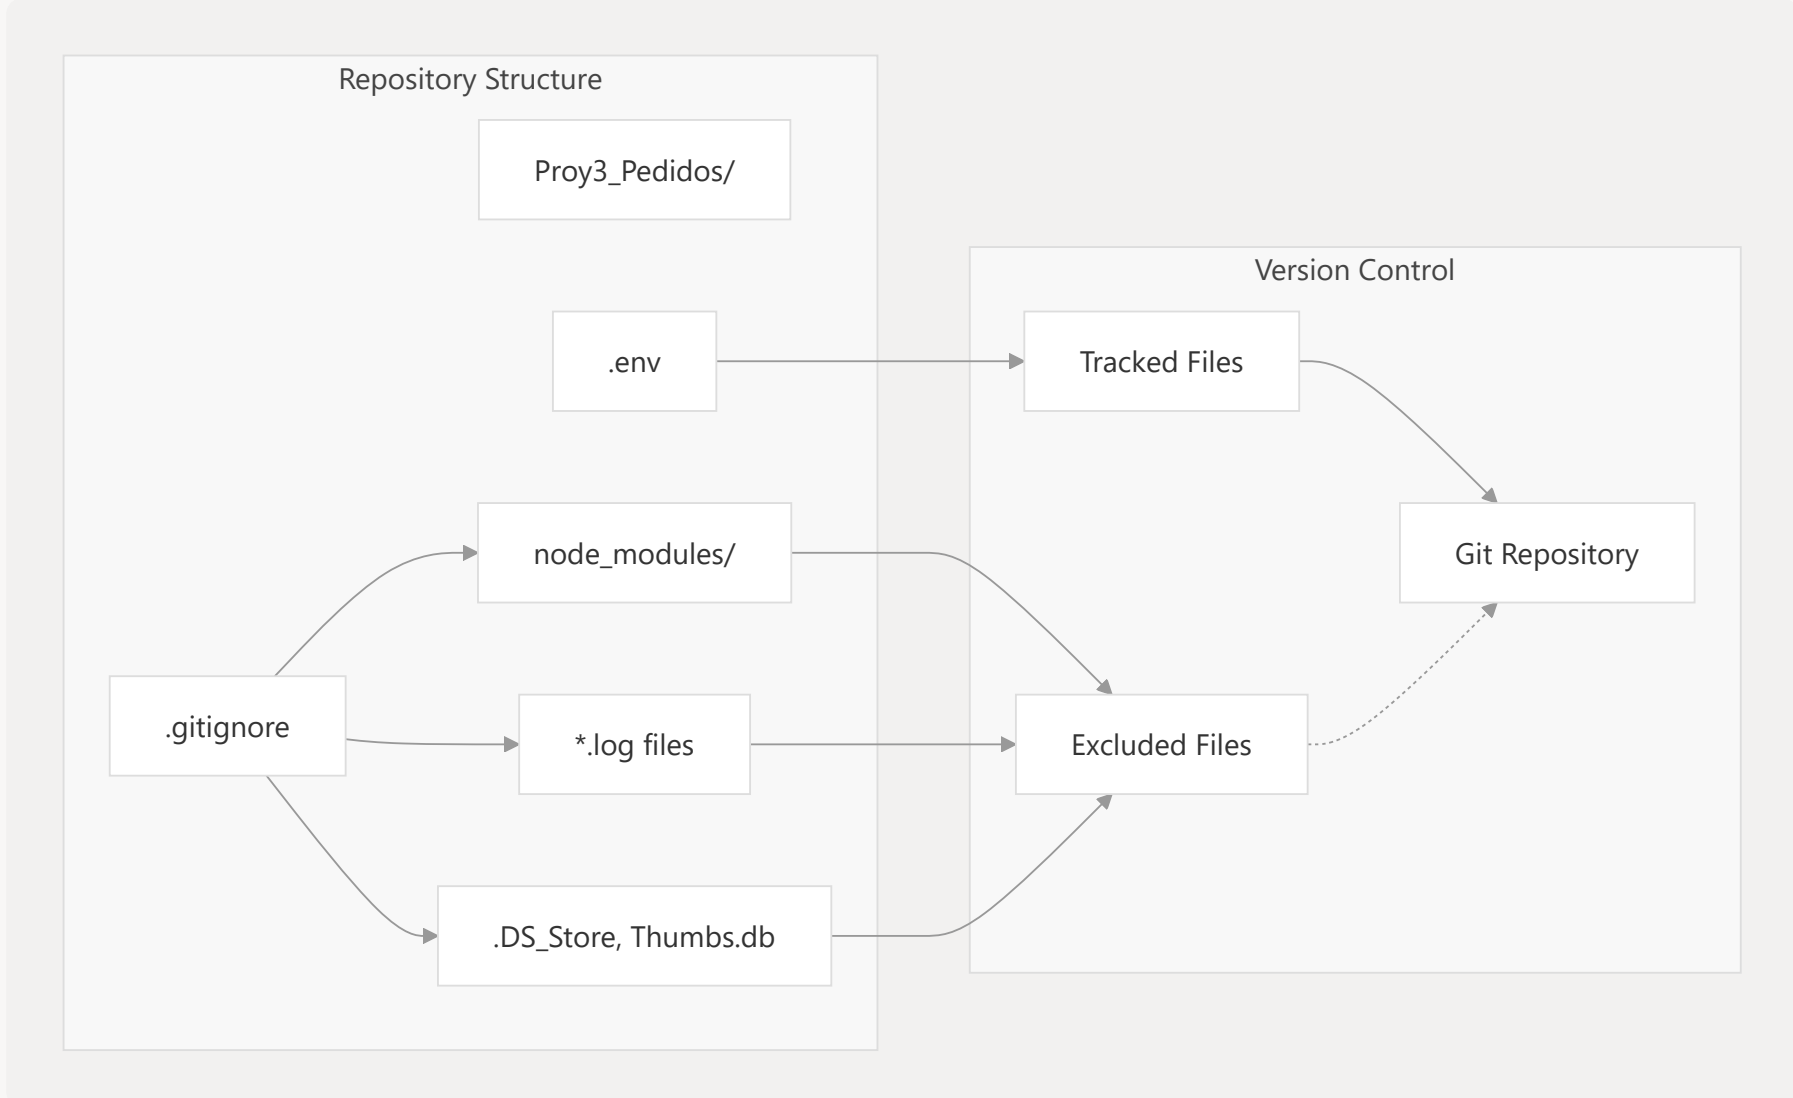 Repository Structure
Proy3_Pedidos/
.env
node_modules/
.gitignore
*.log files
.DS_Store, Thumbs.db
Version Control
Tracked Files
Git Repository
Excluded Files